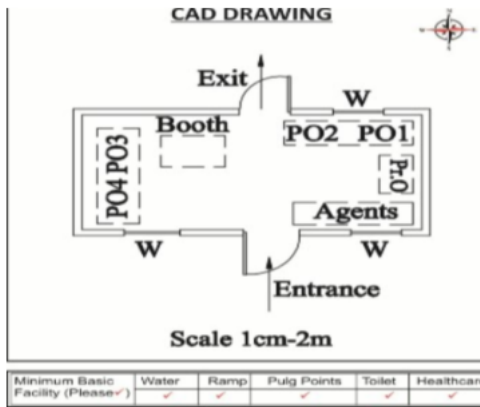 CAD DRAWING
Exit
W
Booth
PO2 PO1
PO4 PO3
Pr.O
Agents
W
W
Entrance
Scale 1cm-2m
Minimum Basic Facility (Please✓) Water Ramp Pulg Points Toilet Healthcare
✓ ✓ ✓ ✓ ✓